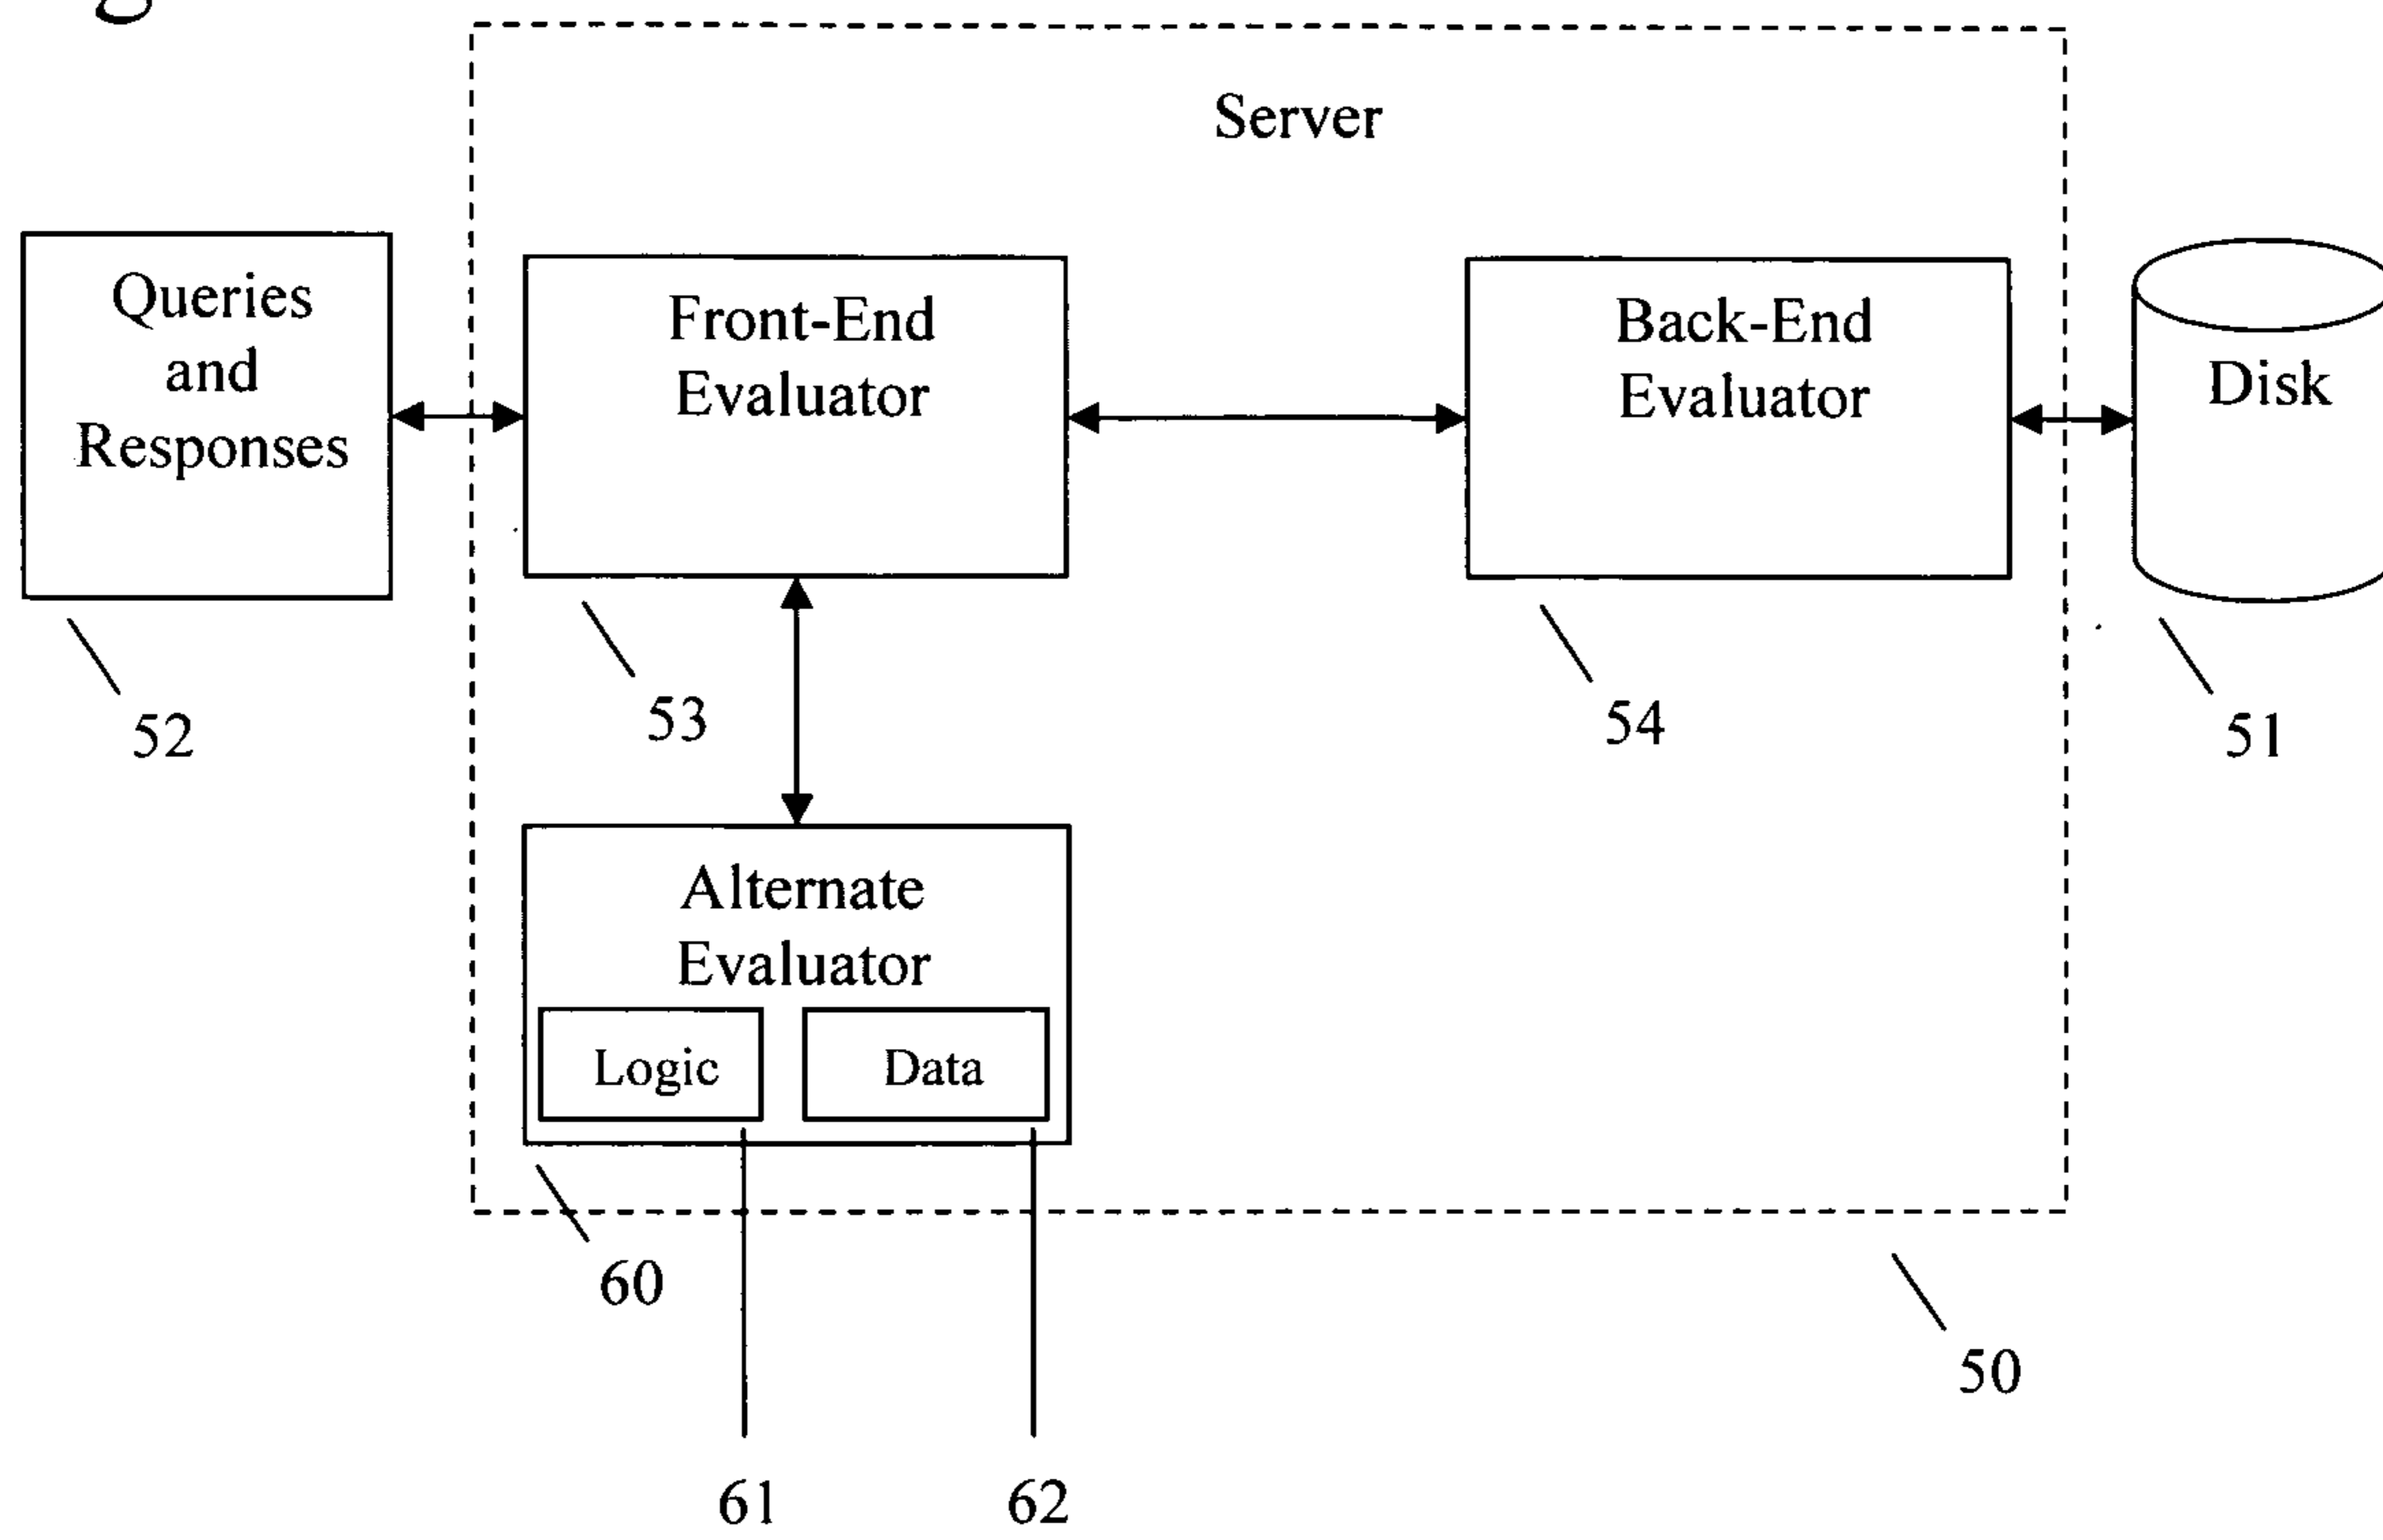 Server
Queries
and
Responses
Front-End
Evaluator
Back-End
Evaluator
Disk
52
53
54
51
Alternate
Evaluator
Logic
Data
60
50
61
62